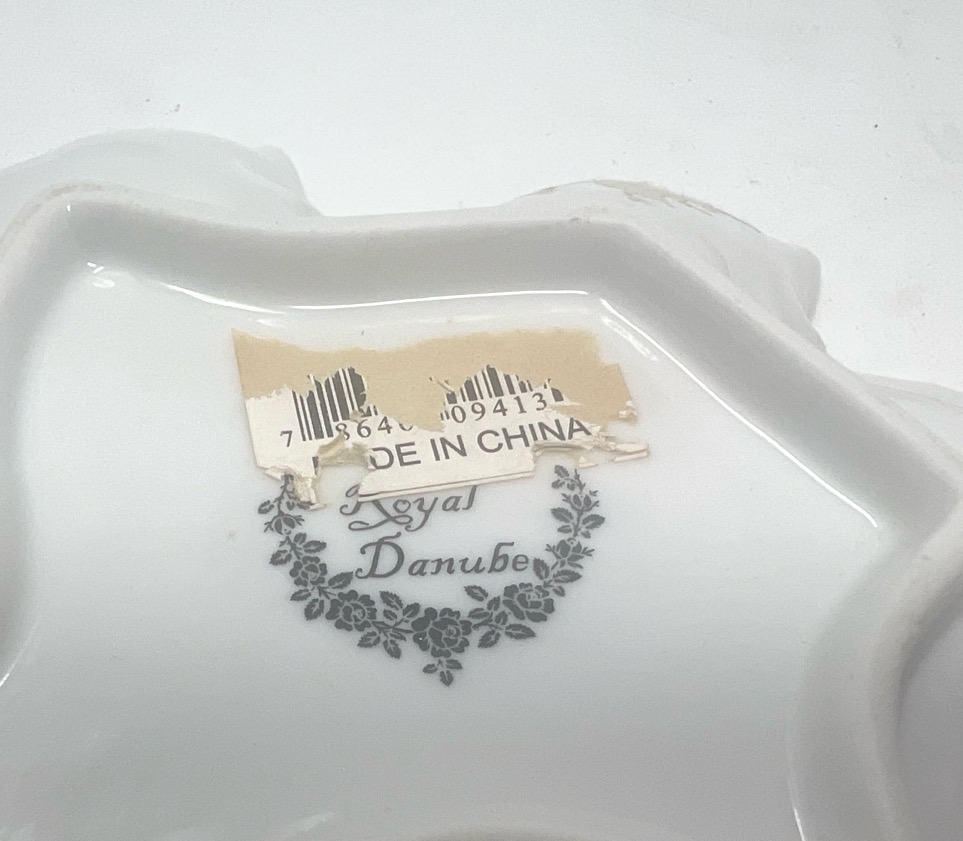 7 8640 09413
DE IN CHINA
Royal
Danube